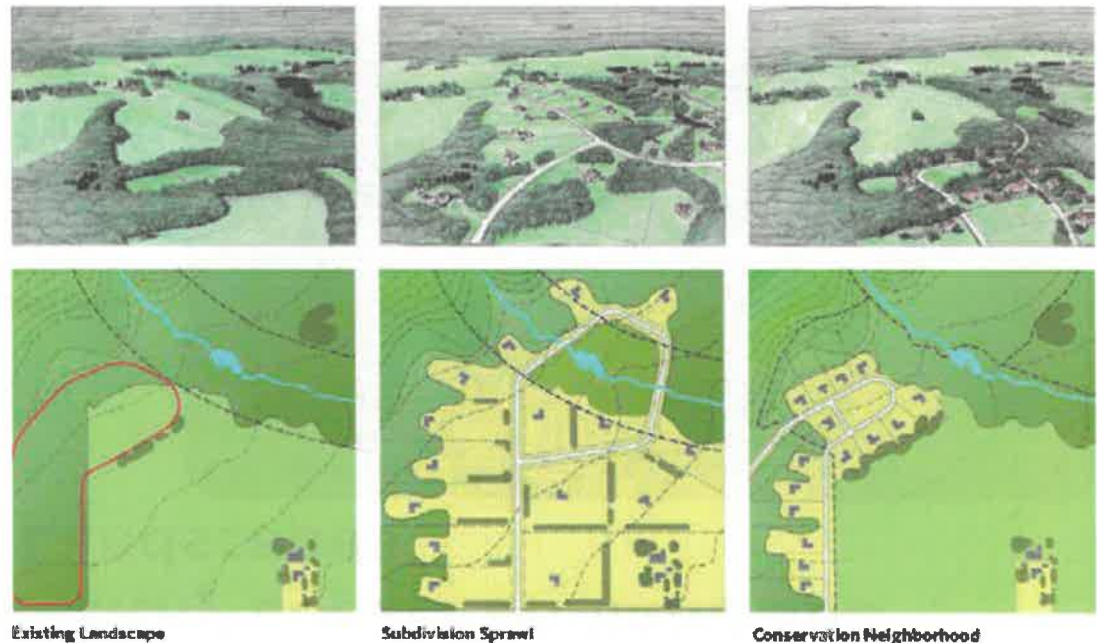 Existing Landscape
Subdivision Sprawl
Conservation Neighborhood